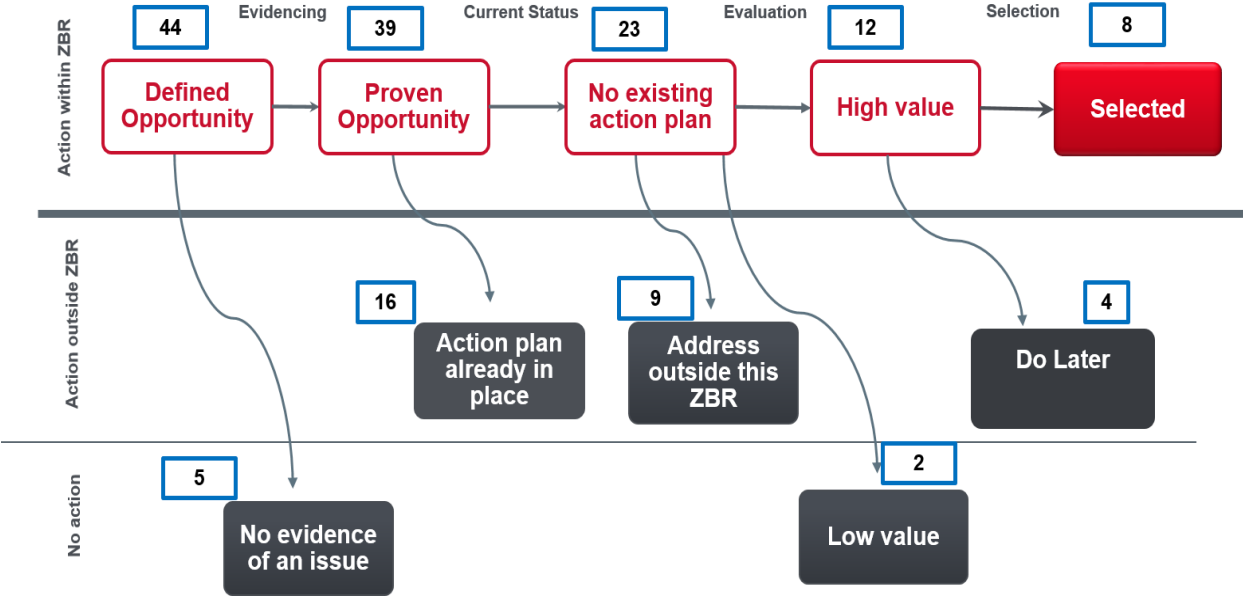 Evidencing
Current Status
Evaluation
Selection
44
39
23
12
8
Action within ZBR
Defined
Opportunity
Proven
Opportunity
No existing
action plan
High value
Selected
Action outside ZBR
16
Action plan
already in
place
9
Address
outside this
ZBR
4
Do Later
No action
5
No evidence
of an issue
2
Low value